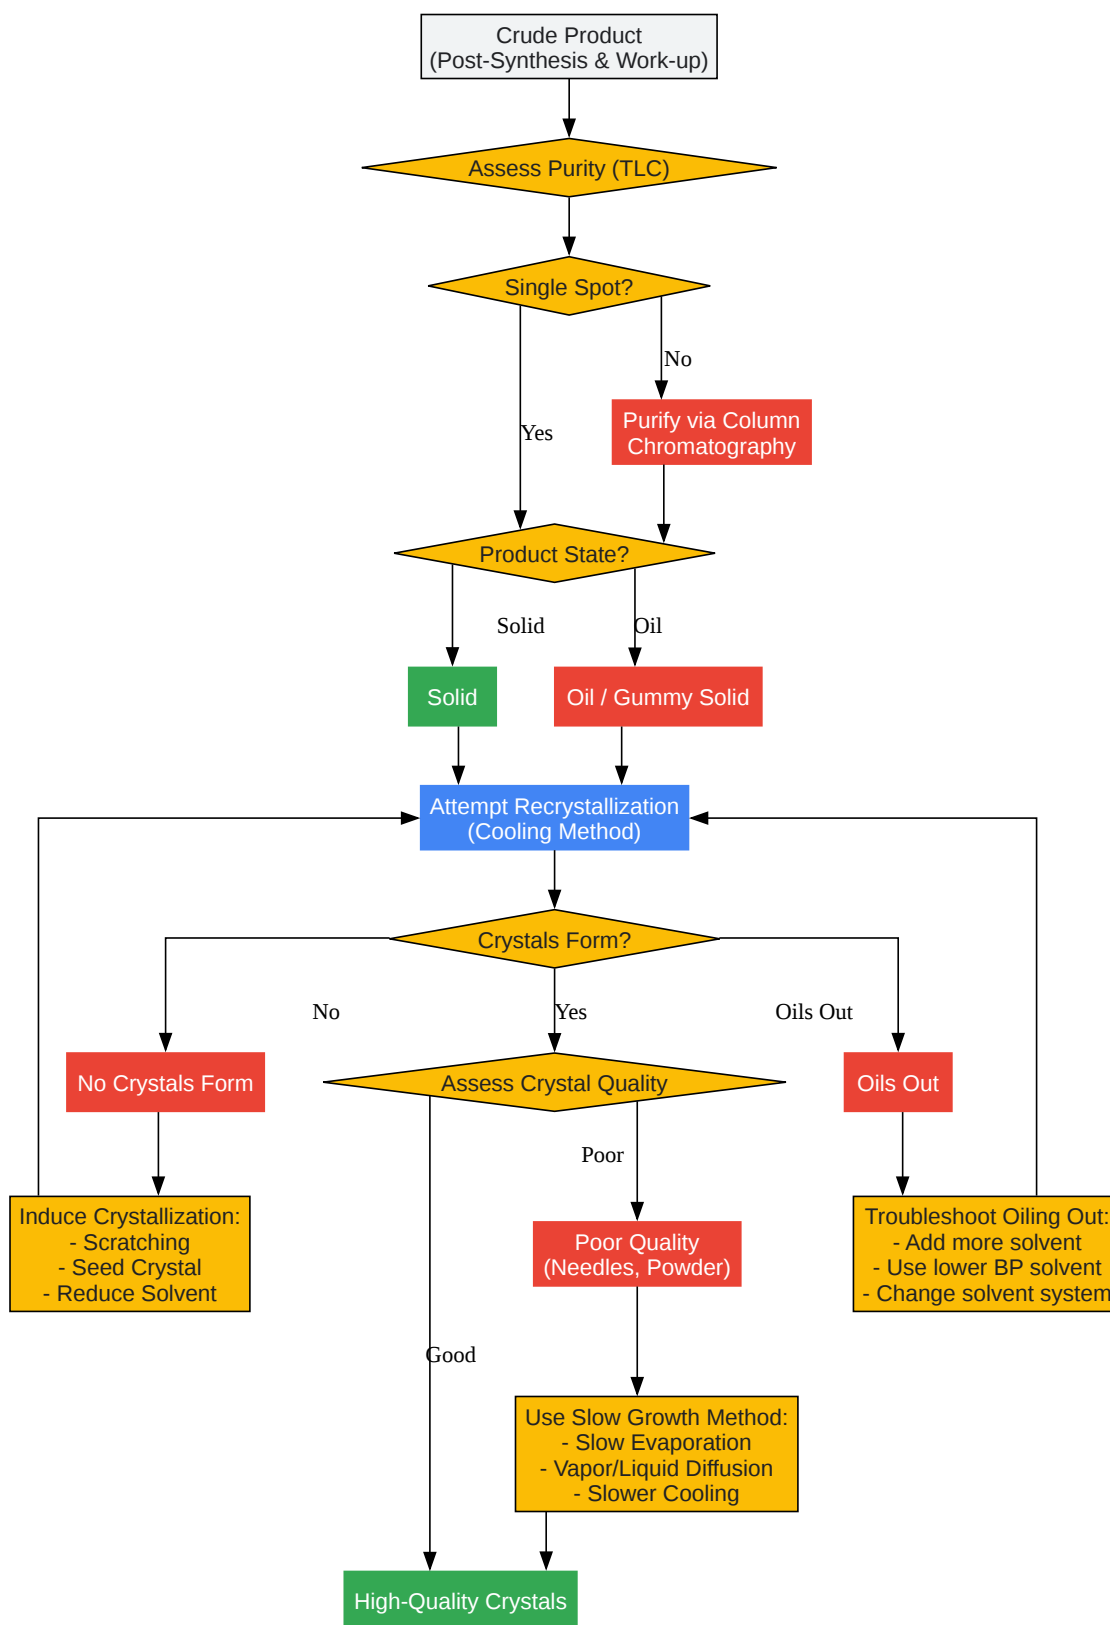 Crude Product
(Post-Synthesis & Work-up)
Assess Purity (TLC)
Single Spot?
No
Purify via Column
Chromatography
Yes
Product State?
Solid
Oil
Solid
Oil / Gummy Solid
Attempt Recrystallization
(Cooling Method)
Crystals Form?
No
Yes
Oils Out
No Crystals Form
Assess Crystal Quality
Oils Out
Poor
Induce Crystallization:
- Scratching
- Seed Crystal
- Reduce Solvent
Poor Quality
(Needles, Powder)
Troubleshoot Oiling Out:
- Add more solvent
- Use lower BP solvent
- Change solvent system
Good
Use Slow Growth Method:
- Slow Evaporation
- Vapor/Liquid Diffusion
- Slower Cooling
High-Quality Crystals